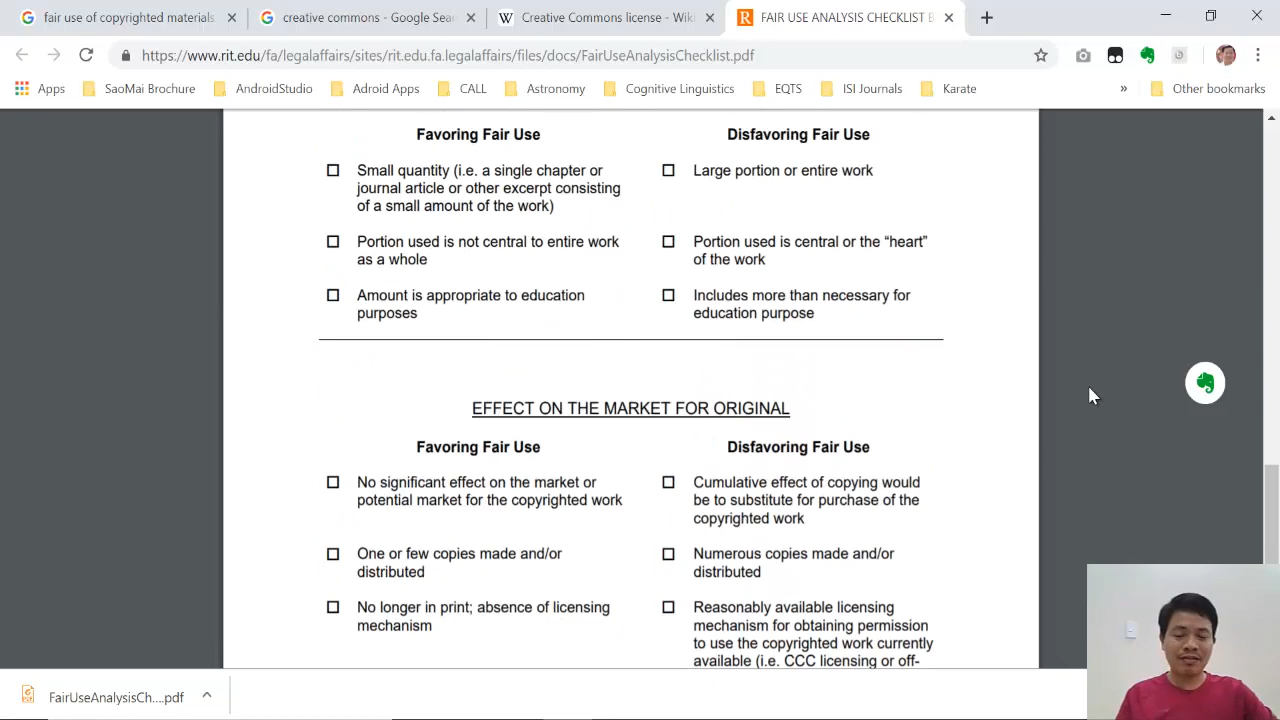 fair use of copyrighted materials
creative commons - Google Sea
Creative Commons license - Wiki
FAIR USE ANALYSIS CHECKLIST B
https://www.rit.edu/fa/legalaffairs/sites/rit.edu.fa.legalaffairs/files/docs/FairUseAnalysisChecklist.pdf
Apps SaoMai Brochure AndroidStudio Adroid Apps CALL Astronomy Cognitive Linguistics EQTS ISI Journals Karate » Other bookmarks
Favoring Fair Use
Small quantity (i.e. a single chapter or
journal article or other excerpt consisting
of a small amount of the work)
Portion used is not central to entire work
as a whole
Amount is appropriate to education
purposes
Disfavoring Fair Use
Large portion or entire work
Portion used is central or the “heart”
of the work
Includes more than necessary for
education purpose
EFFECT ON THE MARKET FOR ORIGINAL
Favoring Fair Use
No significant effect on the market or
potential market for the copyrighted work
One or few copies made and/or
distributed
No longer in print; absence of licensing
mechanism
Disfavoring Fair Use
Cumulative effect of copying would
be to substitute for purchase of the
copyrighted work
Numerous copies made and/or
distributed
Reasonably available licensing
mechanism for obtaining permission
to use the copyrighted work currently
available (i.e. CCC licensing or off-
FairUseAnalysisCh....pdf